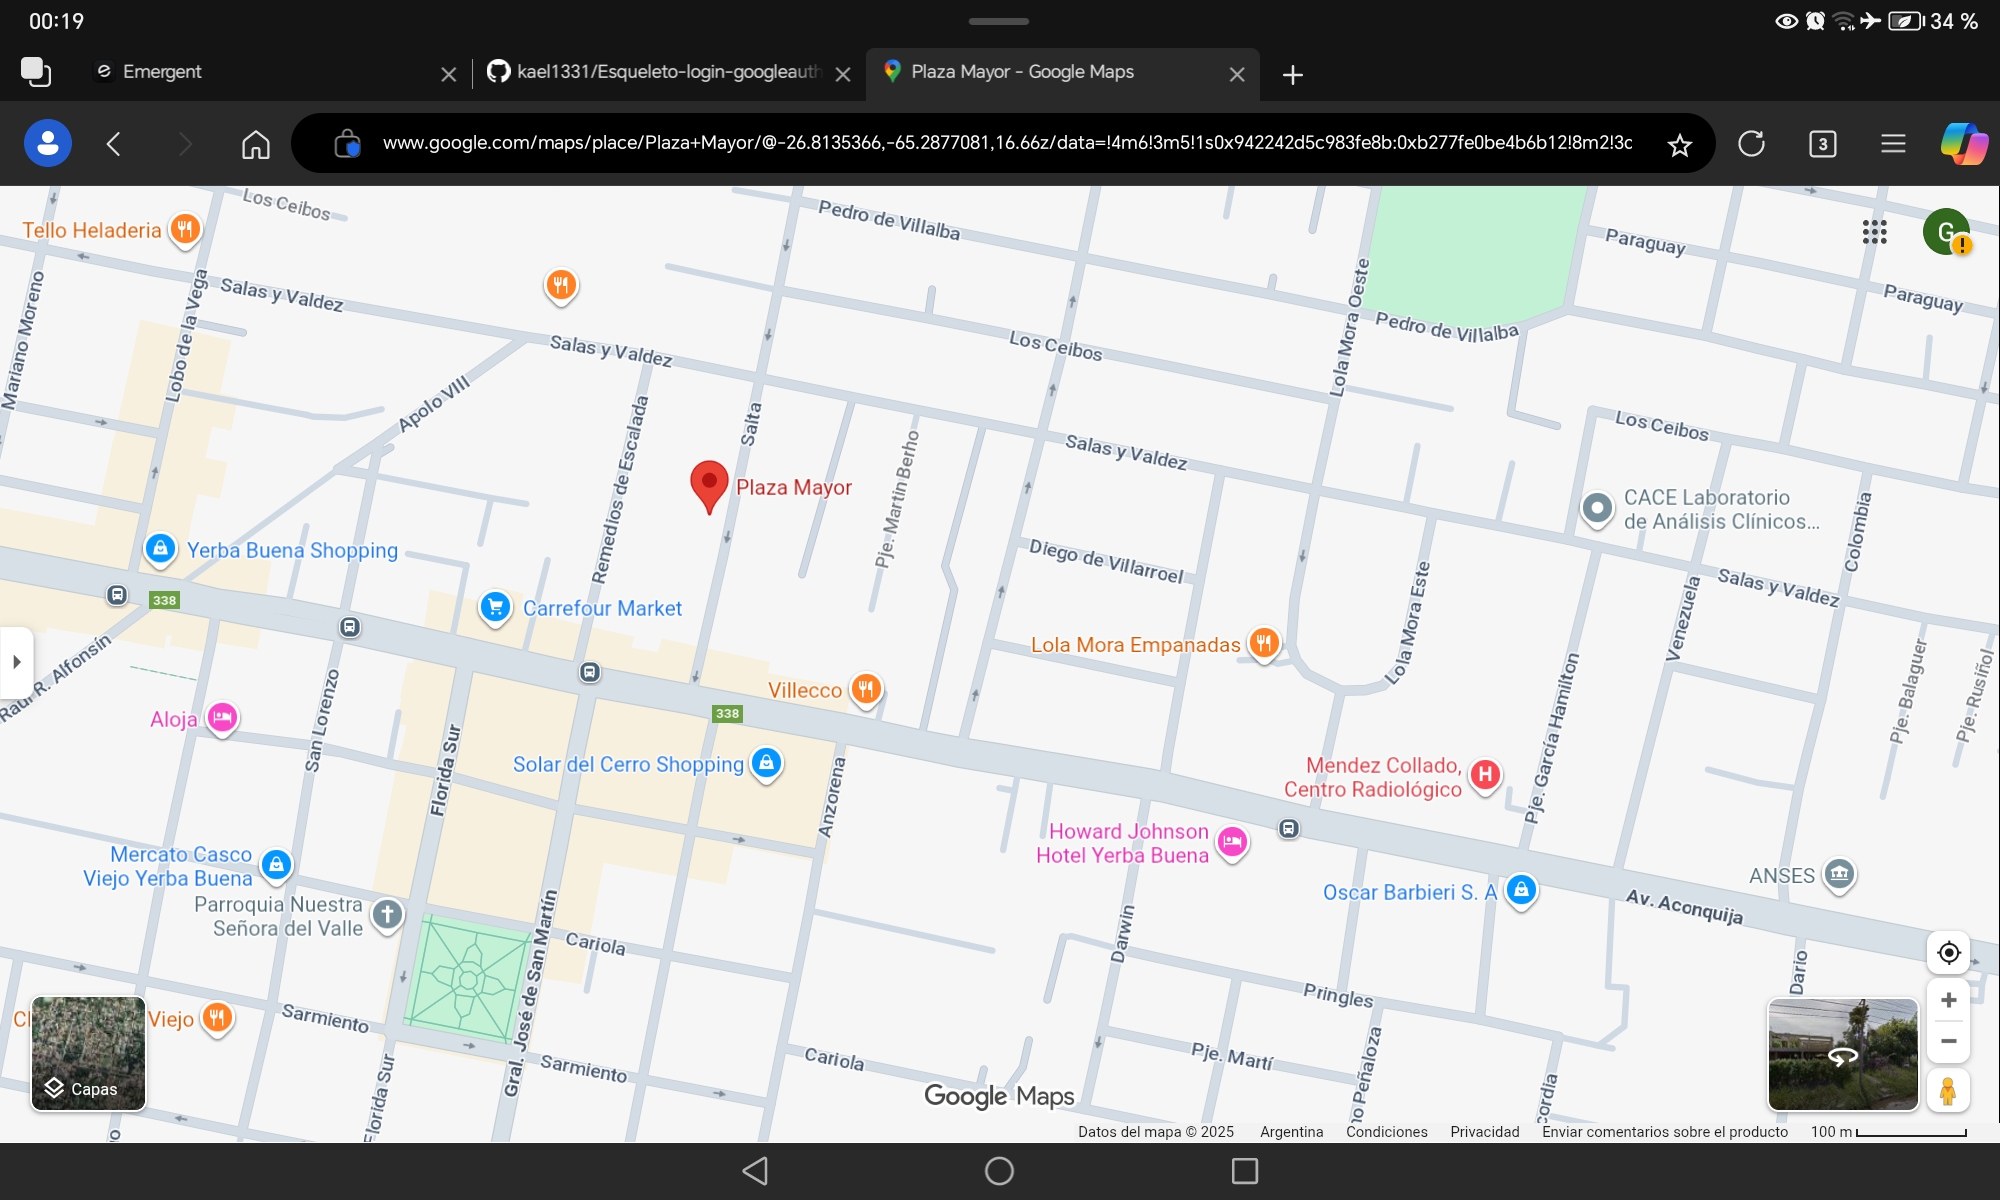 00:19
34 %
Emergent
kael1331/Esqueleto-login-googleauth
Plaza Mayor - Google Maps
www.google.com/maps/place/Plaza+Mayor/@-26.8135366,-65.2877081,16.66z/data=!4m6!3m5!1s0x942242d5c983fe8b:0xb277fe0be4b6b12!8m2!3c
3
Los Ceibos
Tello Heladeria
Pedro de Villalba
Paraguay
G
Mariano Moreno
Lobo de la Vega
Salas y Valdez
Lola Mora Oeste
Paraguay
Pedro de Villalba
Salas y Valdez
Los Ceibos
Apolo VIII
Remedios de Escalada
Salta
Los Ceibos
Pje. Martin Berho
Salas y Valdez
Plaza Mayor
CACE Laboratorio
de Análisis Clínicos...
Colombia
Yerba Buena Shopping
Diego de Villarroel
Salas y Valdez
338
Carrefour Market
Lola Mora Este
Venezuela
Lola Mora Empanadas
Raúl R. Alfonsín
Pje. Balaguer
Pje. Rusiñol
Villecco
338
Aloja
San Lorenzo
Florida Sur
Pje. García Hamilton
Solar del Cerro Shopping
Anzorena
Mendez Collado,
Centro Radiológico
Howard Johnson
Hotel Yerba Buena
Mercato Casco
Viejo Yerba Buena
Oscar Barbieri S. A
ANSES
Parroquia Nuestra
Señora del Valle
Av. Aconquija
Cariola
Gral. José de San Martín
Darwin
Dario
Pringles
Viejo
Sarmiento
Capas
Florida Sur
Sarmiento
Cariola
Pje. Martí
no Peñaloza
cordia
Google Maps
Datos del mapa © 2025
Argentina
Condiciones
Privacidad
Enviar comentarios sobre el producto
100 m